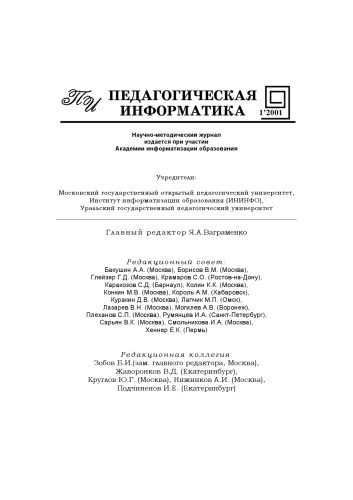 ПИ
ПЕДАГОГИЧЕСКАЯ
ИНФОРМАТИКА
1'2001
Научно-методический журнал
издается при участии
Академии информатизации образования
Учредители:
Московский государственный открытый педагогический университет,
Институт информатизации образования (ИНИНФО),
Уральский государственный педагогический университет
Главный редактор Я.А.Ваграменко
Редакционный совет:
Бакушин А.А. (Москва), Борисов В.М. (Москва),
Глейзер Г.Д. (Москва), Крамаров С.О. (Ростов-на-Дону),
Каракозов С.Д. (Барнаул), Колин К.К. (Москва),
Конкин М.В. (Москва), Король А.М. (Хабаровск),
Куракин Д.В. (Москва), Лапчик М.П. (Омск),
Лазарев В.Н. (Москва), Могилев А.В. (Воронеж),
Плеханов С.П. (Москва), Румянцев И.А. (Санкт-Петербург),
Сарьян В.К. (Москва), Смольникова И.А. (Москва),
Хеннер Е.К. (Пермь)
Редакционная коллегия:
Зобов Б.И.(зам. главного редактора, Москва),
Жаворонков В.Д. (Екатеринбург),
Круглов Ю.Г. (Москва), Нижников А.И. (Москва),
Подчиненов И.Е. (Екатеринбург)